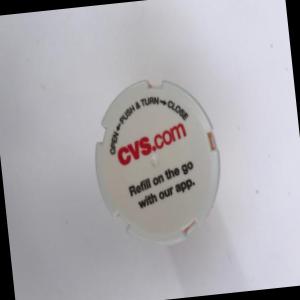 OPEN ← PUSH & TURN → CLOSE
CVS.com
Refill on the go
with our app.